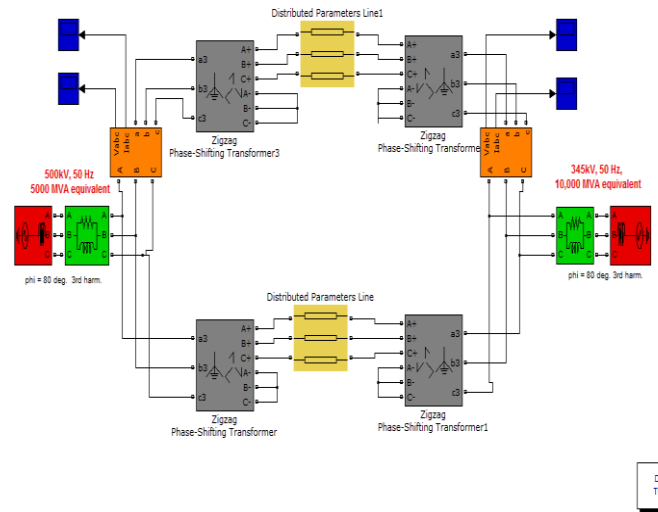 Distributed Parameters Line1
A+
B+
C+
A-
B-
C-
a3
b3
c3
A+
B+
C+
A-
B-
C-
a3
b3
c3
Zigzag
Phase-Shifting Transformer3
Zigzag
Phase-Shifting Transforme
Vabc
Iabc
a
b
c
A
B
C
Vabc
Iabc
a
b
c
A
B
C
500kV, 50 Hz
5000 MVA equivalent
345kV, 50 Hz,
10,000 MVA equivalent
A
B
C
A
B
C
A
B
C
A
B
C
phi = 80 deg. 3rd harm.
phi = 80 deg. 3rd harm.
Distributed Parameters Line
A+
B+
C+
A-
B-
C-
a3
b3
c3
A+
B+
C+
A-
B-
C-
a3
b3
c3
Zigzag
Phase-Shifting Transformer
Zigzag
Phase-Shifting Transformer1
D
T